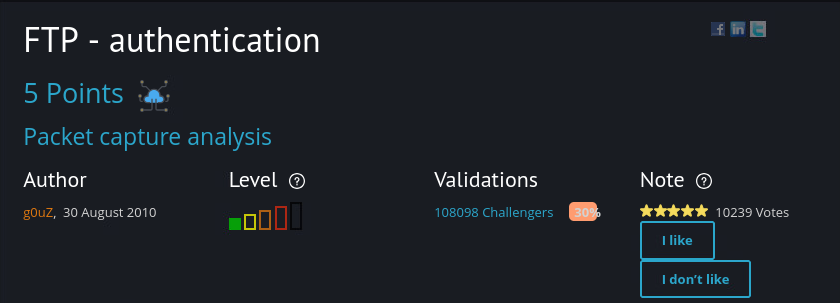 FTP - authentication
5 Points
Packet capture analysis
Author Level ? Validations Note ?
g0uZ, 30 August 2010 108098 Challengers 30% 10239 Votes
I like
I don't like